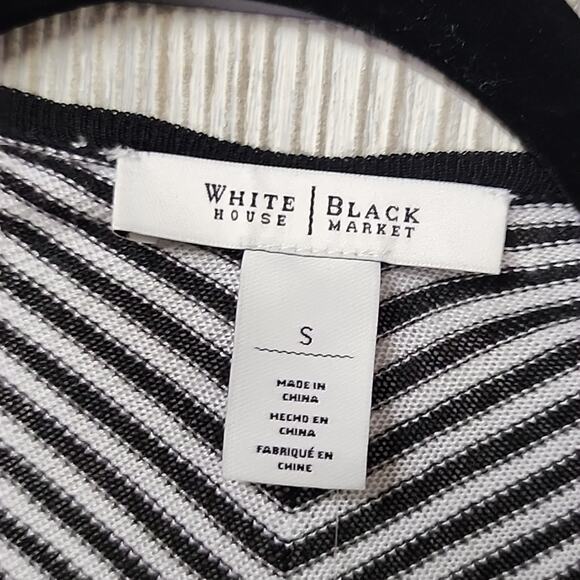 WHITE | BLACK
HOUSE | MARKET
S
MADE IN
CHINA
HECHO EN
CHINA
FABRIQUÉ EN
CHINE